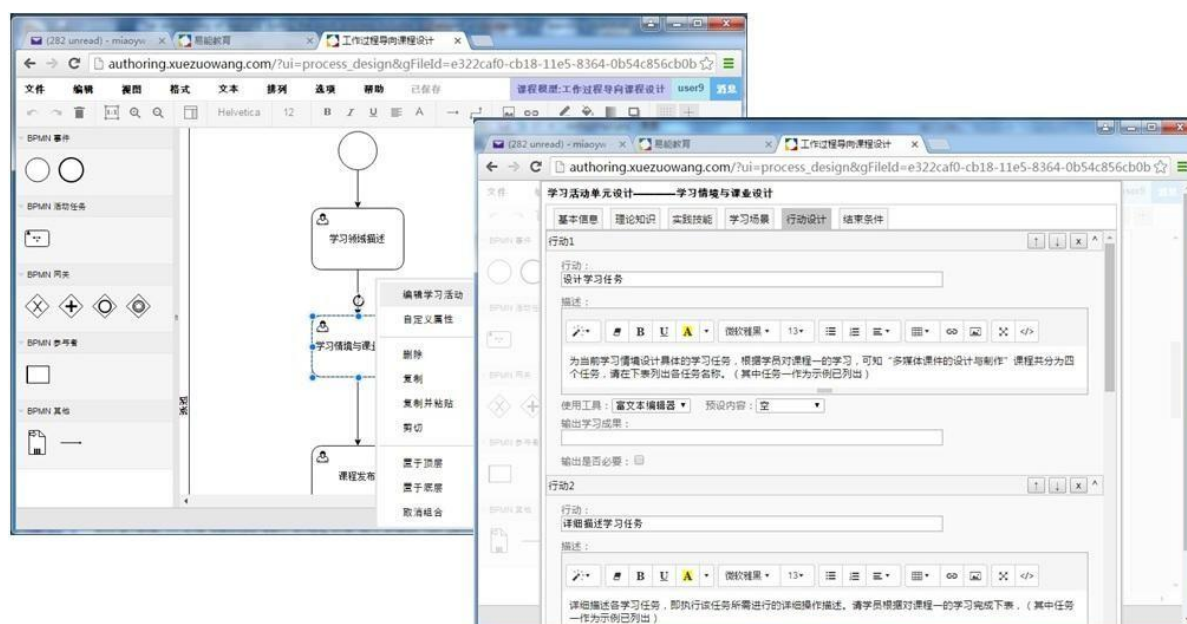 (282 unread) - miaoyw
易能教育
工作过程导向课程设计
authoring.xuezuowang.com/?ui=process_design&gFileId=e322caf0-cb18-11e5-8364-0b54c856cb0b
文件 编辑 视图 格式 文本 排列 选项 帮助 已保存
课程模型:工作过程导向课程设计 user9 消息
Helvetica 12 B I U A
BPMN 事件
BPMN 活动任务
BPMN 网关
BPMN 参与者
BPMN 其他
学习领域描述
学习情境与课业
课程发布
编辑学习活动
自定义属性
删除
复制
复制并粘贴
剪切
置于顶层
置于底层
取消组合
(282 unread) - miaoyw
易能教育
工作过程导向课程设计
authoring.xuezuowang.com/?ui=process_design&gFileId=e322caf0-cb18-11e5-8364-0b54c856cb0b
学习活动单元设计————学习情境与课业设计
基本信息 理论知识 实践技能 学习场景 行动设计 结束条件
行动1
行动：
设计学习任务
描述：
B U A 微软雅黑 13
为当前学习情境设计具体的学习任务，根据学员对课程一的学习，可知“多媒体课件的设计与制作”课程共分为四
个任务，请在下表列出各任务名称。（其中任务一作为示例已列出）
使用工具：富文本编辑器 预设内容：空
输出学习成果：
输出是否必要：
行动2
行动：
详细描述学习任务
描述：
B U A 微软雅黑 13
详细描述各学习任务，即执行该任务所需进行的详细操作描述。请学员根据对课程一的学习完成下表．（其中任务
一作为示例已列出）